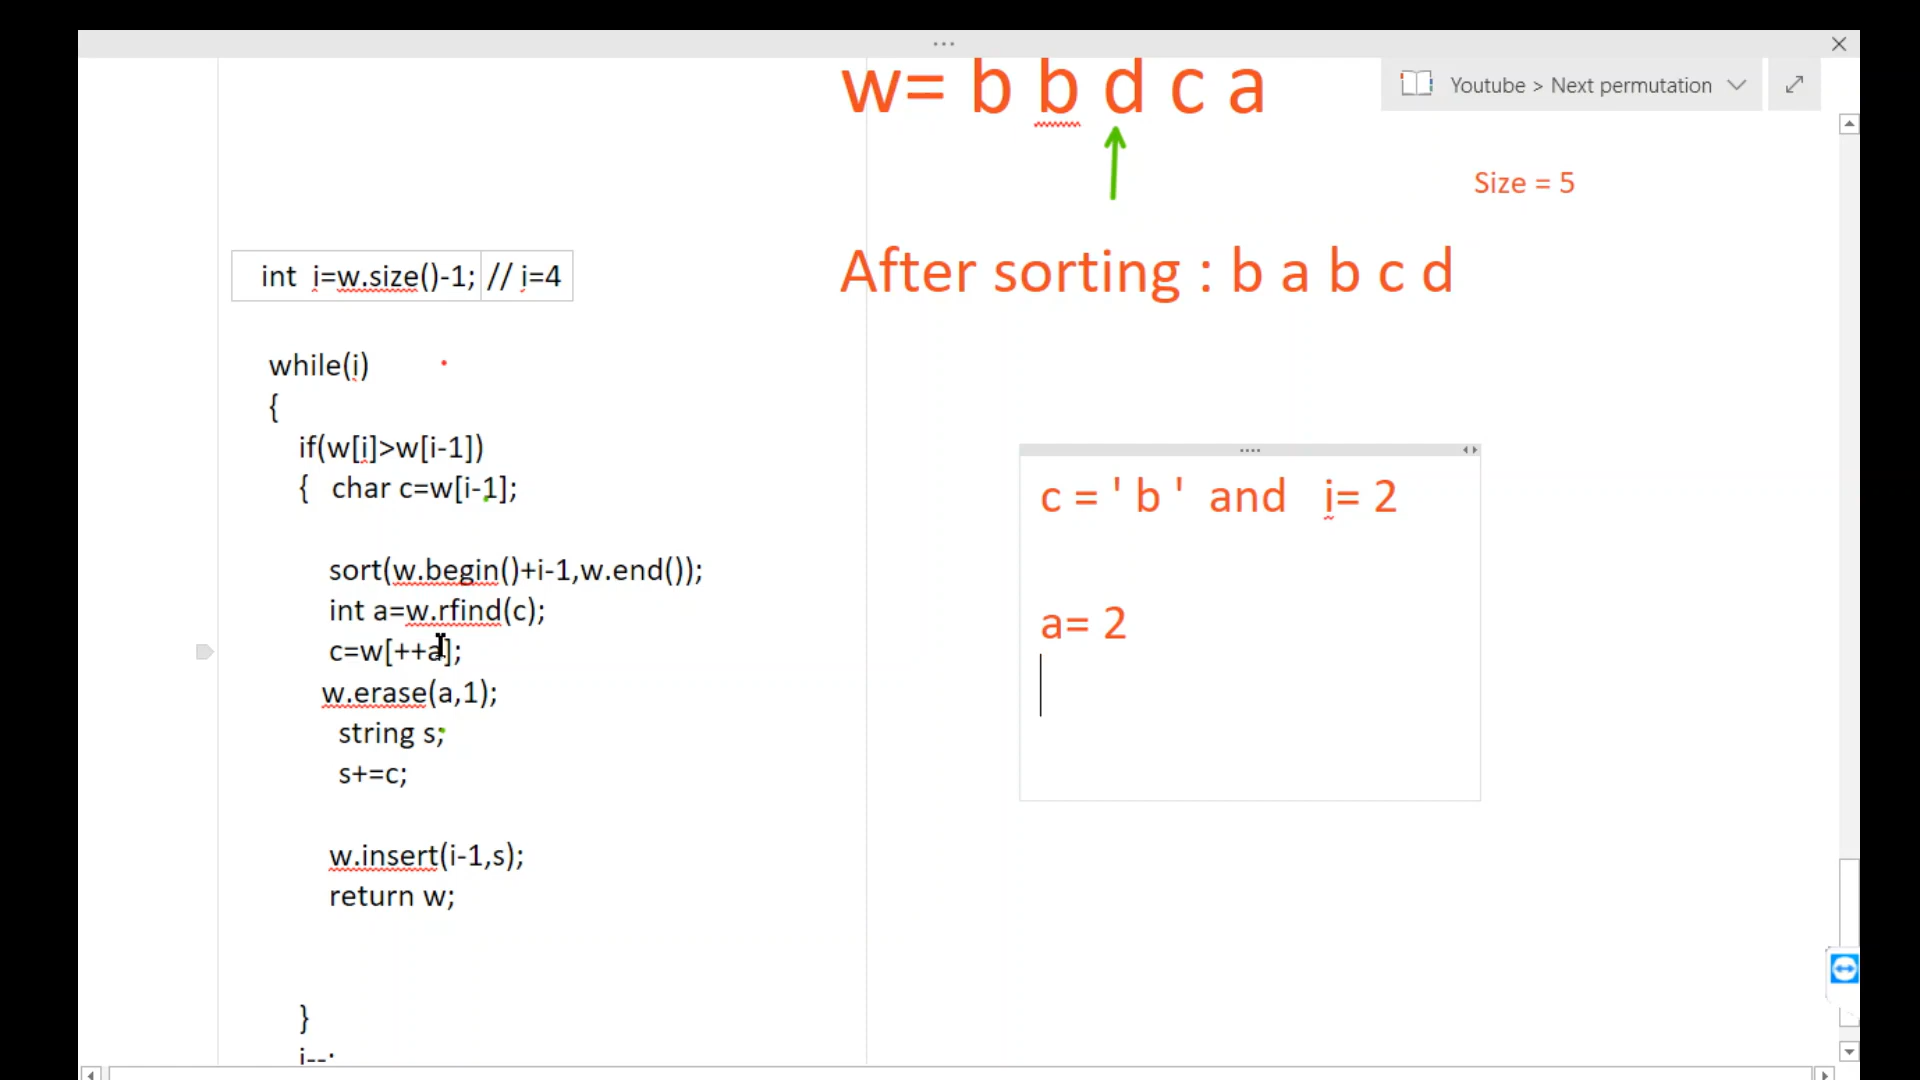 w= b b d c a
Youtube > Next permutation
Size = 5
int i=w.size()-1; // i=4
After sorting : b a b c d
while(i)
{
if(w[i]>w[i-1])
{ char c=w[i-1];
sort(w.begin()+i-1,w.end());
int a=w.rfind(c);
c=w[++a];
w.erase(a,1);
string s;
s+=c;
w.insert(i-1,s);
return w;
}
i--;
c = ' b ' and i= 2
a= 2